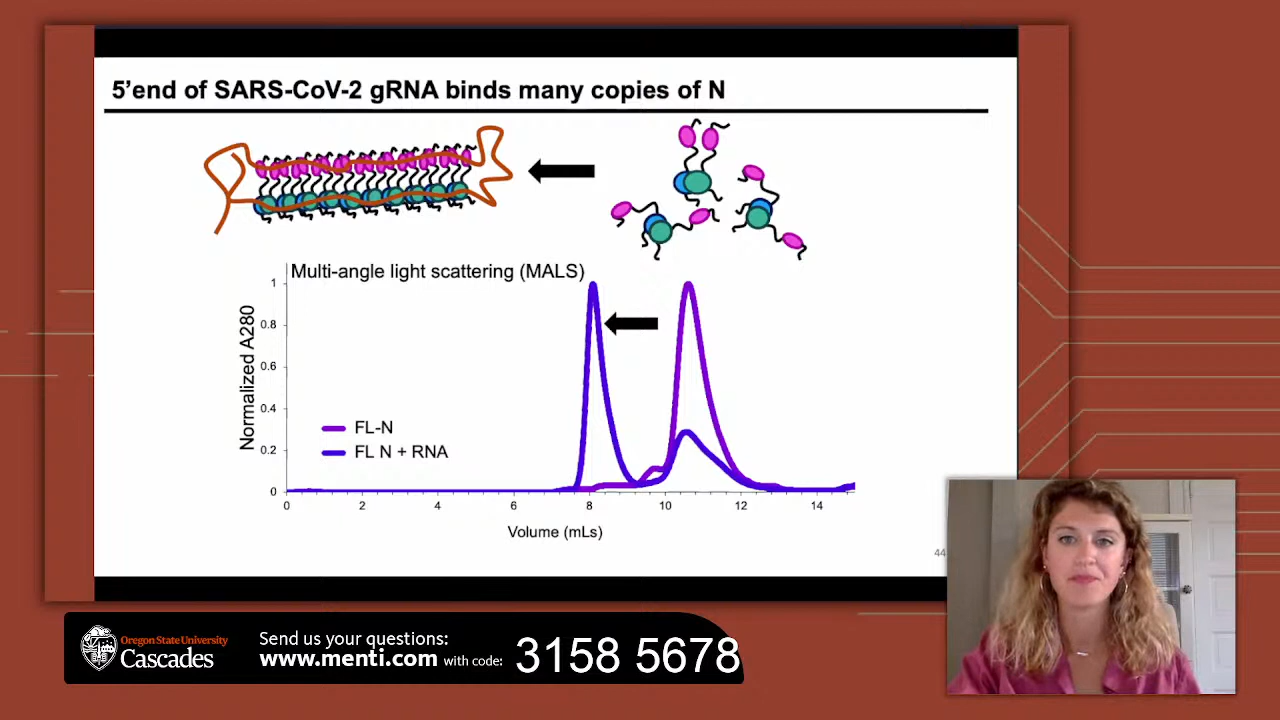 5'end of SARS-CoV-2 gRNA binds many copies of N
Multi-angle light scattering (MALS)
Normalized A280
1
0.8
0.6
0.4
0.2
0
FL-N
FL N + RNA
0 2 4 6 8 10 12 14
Volume (mLs)
44
Oregon State University
Cascades
Send us your questions:
www.menti.com with code:
3158 5678